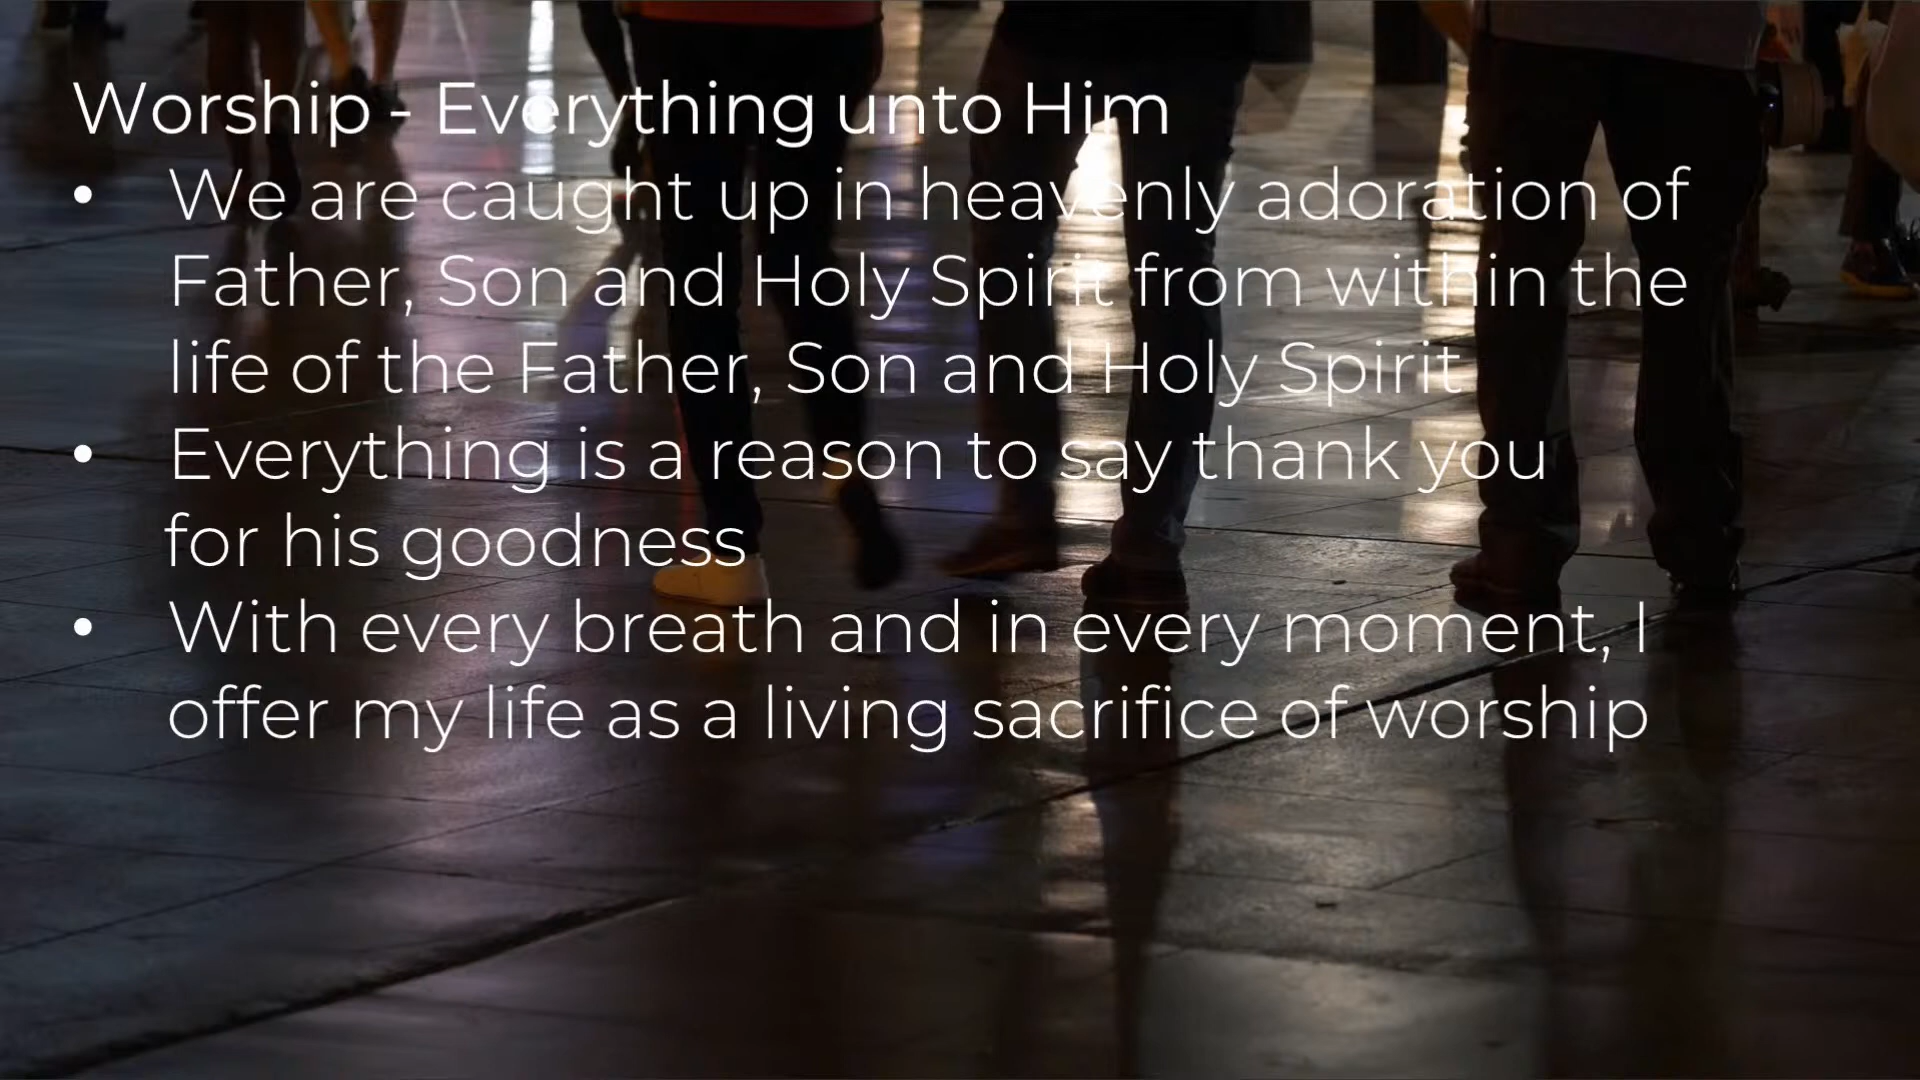 Worship - Everything unto Him
• We are caught up in heavenly adoration of
Father, Son and Holy Spirit from within the
life of the Father, Son and Holy Spirit
• Everything is a reason to say thank you
for his goodness
• With every breath and in every moment, I
offer my life as a living sacrifice of worship